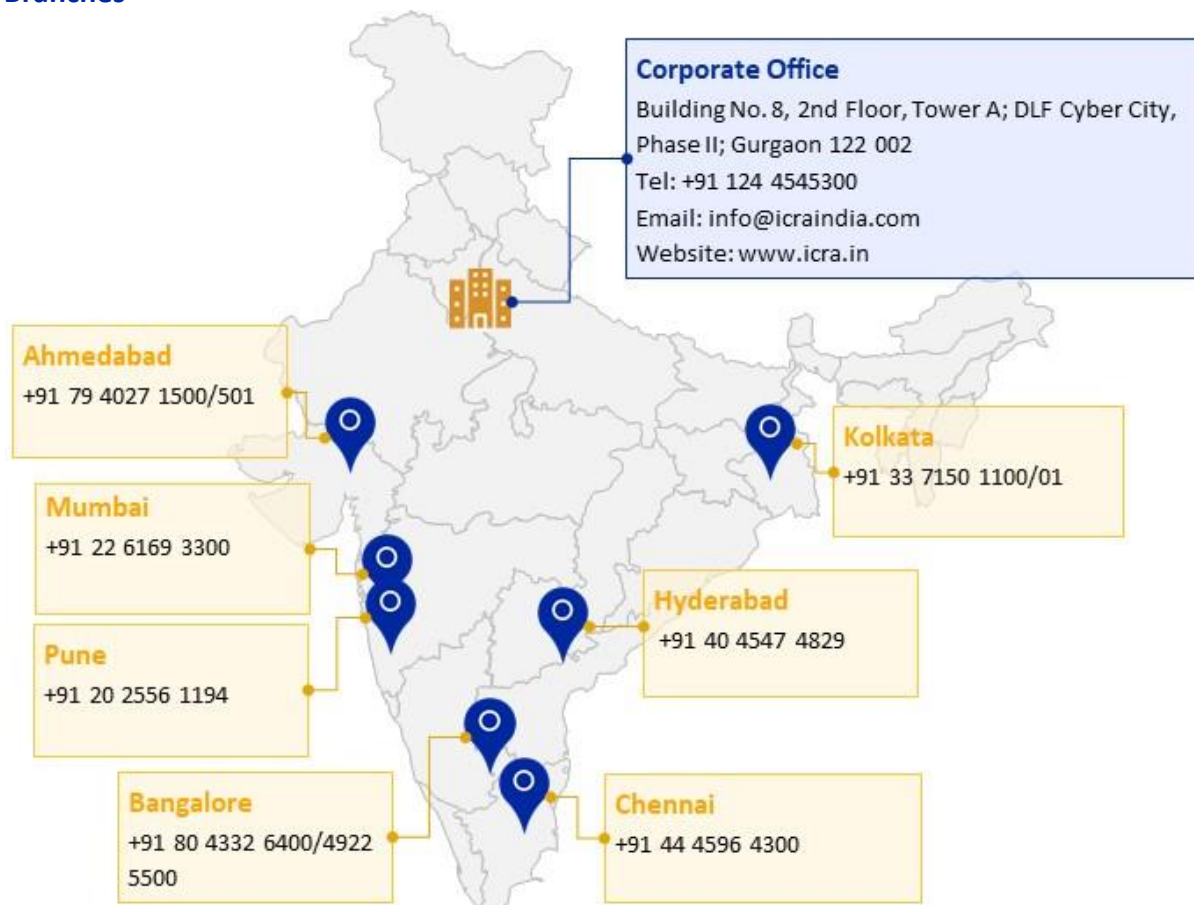 Branches
Corporate Office
Building No. 8, 2nd Floor, Tower A; DLF Cyber City,
Phase II; Gurgaon 122 002
Tel: +91 124 4545300
Email: info@icraindia.com
Website: www.icra.in
Ahmedabad
+91 79 4027 1500/501
Kolkata
+91 33 7150 1100/01
Mumbai
+91 22 6169 3300
Hyderabad
+91 40 4547 4829
Pune
+91 20 2556 1194
Bangalore
+91 80 4332 6400/4922
5500
Chennai
+91 44 4596 4300